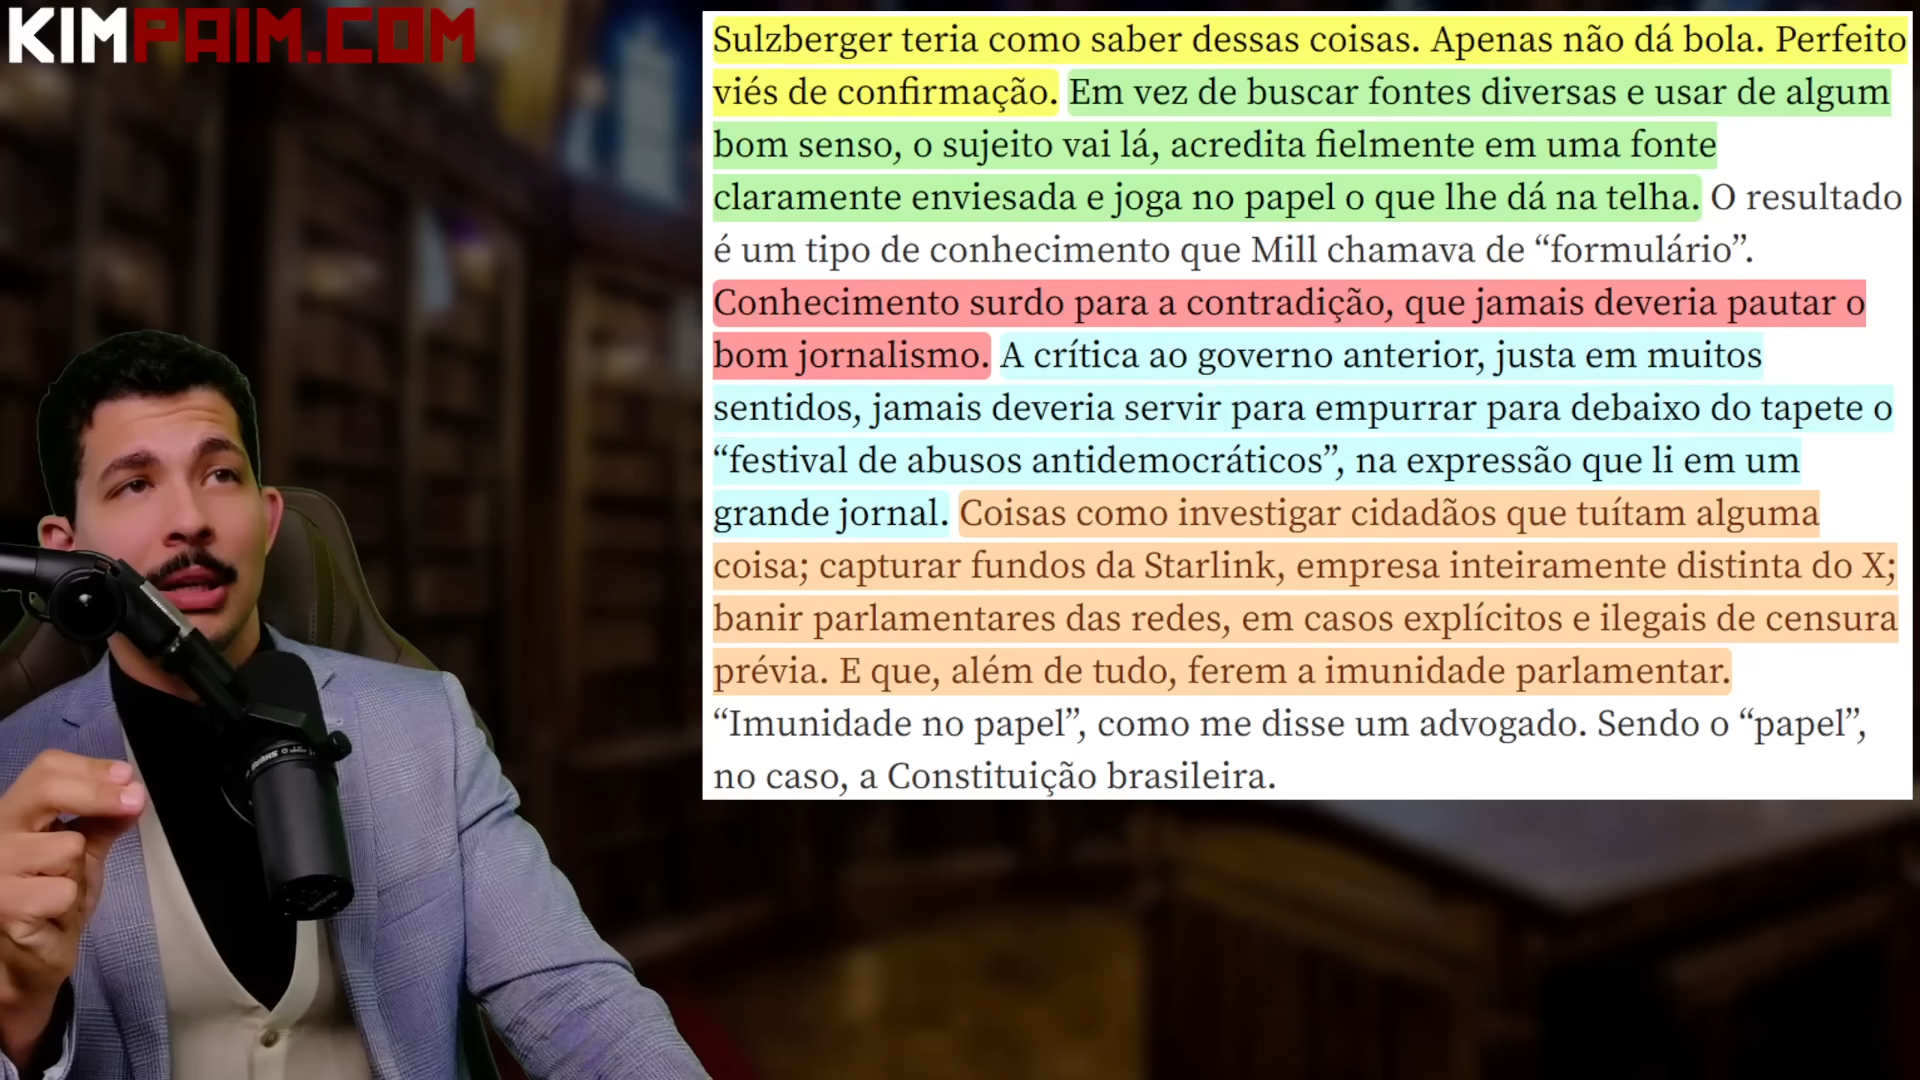 KIMPAIM.COM
Sulzberger teria como saber dessas coisas. Apenas não dá bola. Perfeito
viés de confirmação. Em vez de buscar fontes diversas e usar de algum
bom senso, o sujeito vai lá, acredita fielmente em uma fonte
claramente enviesada e joga no papel o que lhe dá na telha. O resultado
é um tipo de conhecimento que Mill chamava de “formulário”.
Conhecimento surdo para a contradição, que jamais deveria pautar o
bom jornalismo. A crítica ao governo anterior, justa em muitos
sentidos, jamais deveria servir para empurrar para debaixo do tapete o
“festival de abusos antidemocráticos”, na expressão que li em um
grande jornal. Coisas como investigar cidadãos que tuítam alguma
coisa; capturar fundos da Starlink, empresa inteiramente distinta do X;
banir parlamentares das redes, em casos explícitos e ilegais de censura
prévia. E que, além de tudo, ferem a imunidade parlamentar.
“Imunidade no papel”, como me disse um advogado. Sendo o “papel”,
no caso, a Constituição brasileira.